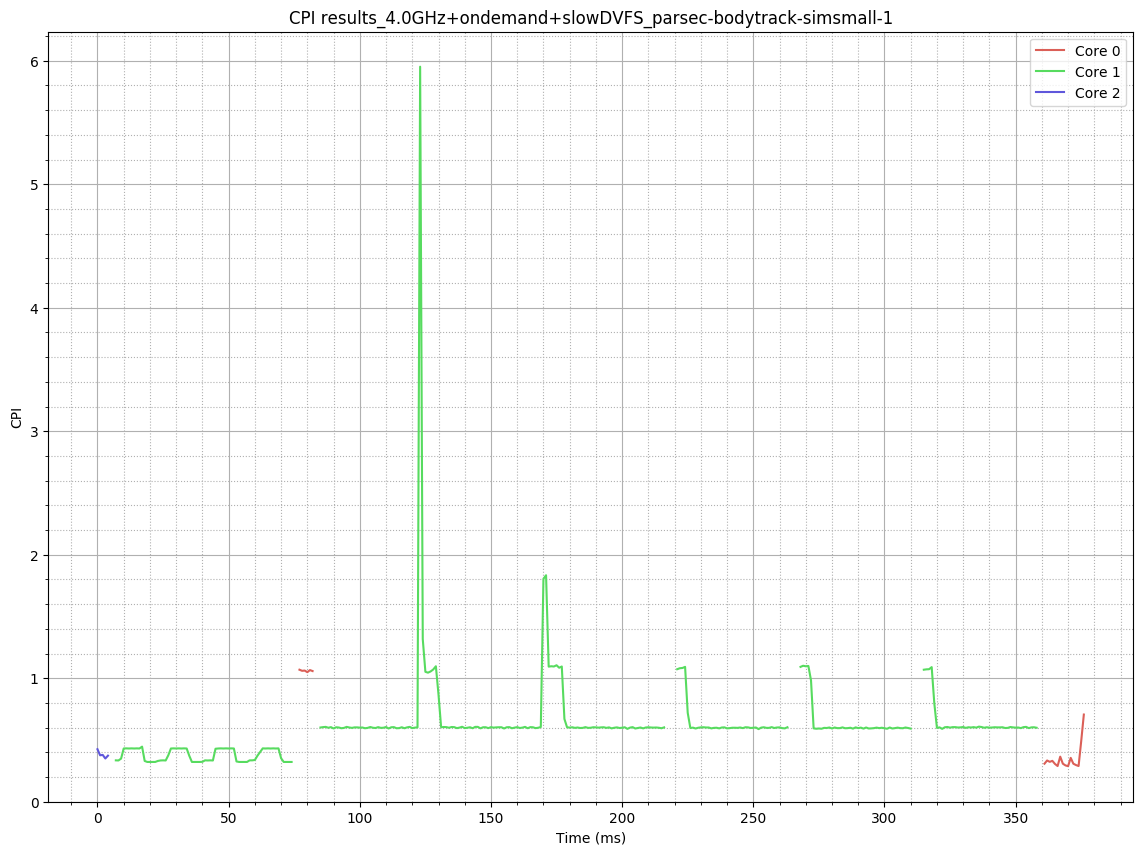 CPI results_4.0GHz+ondemand+slowDVFS_parsec-bodytrack-simsmall-1
Core 0
Core 1
Core 2
6
5
4
3
2
1
0
CPI
0 50 100 150 200 250 300 350
Time (ms)